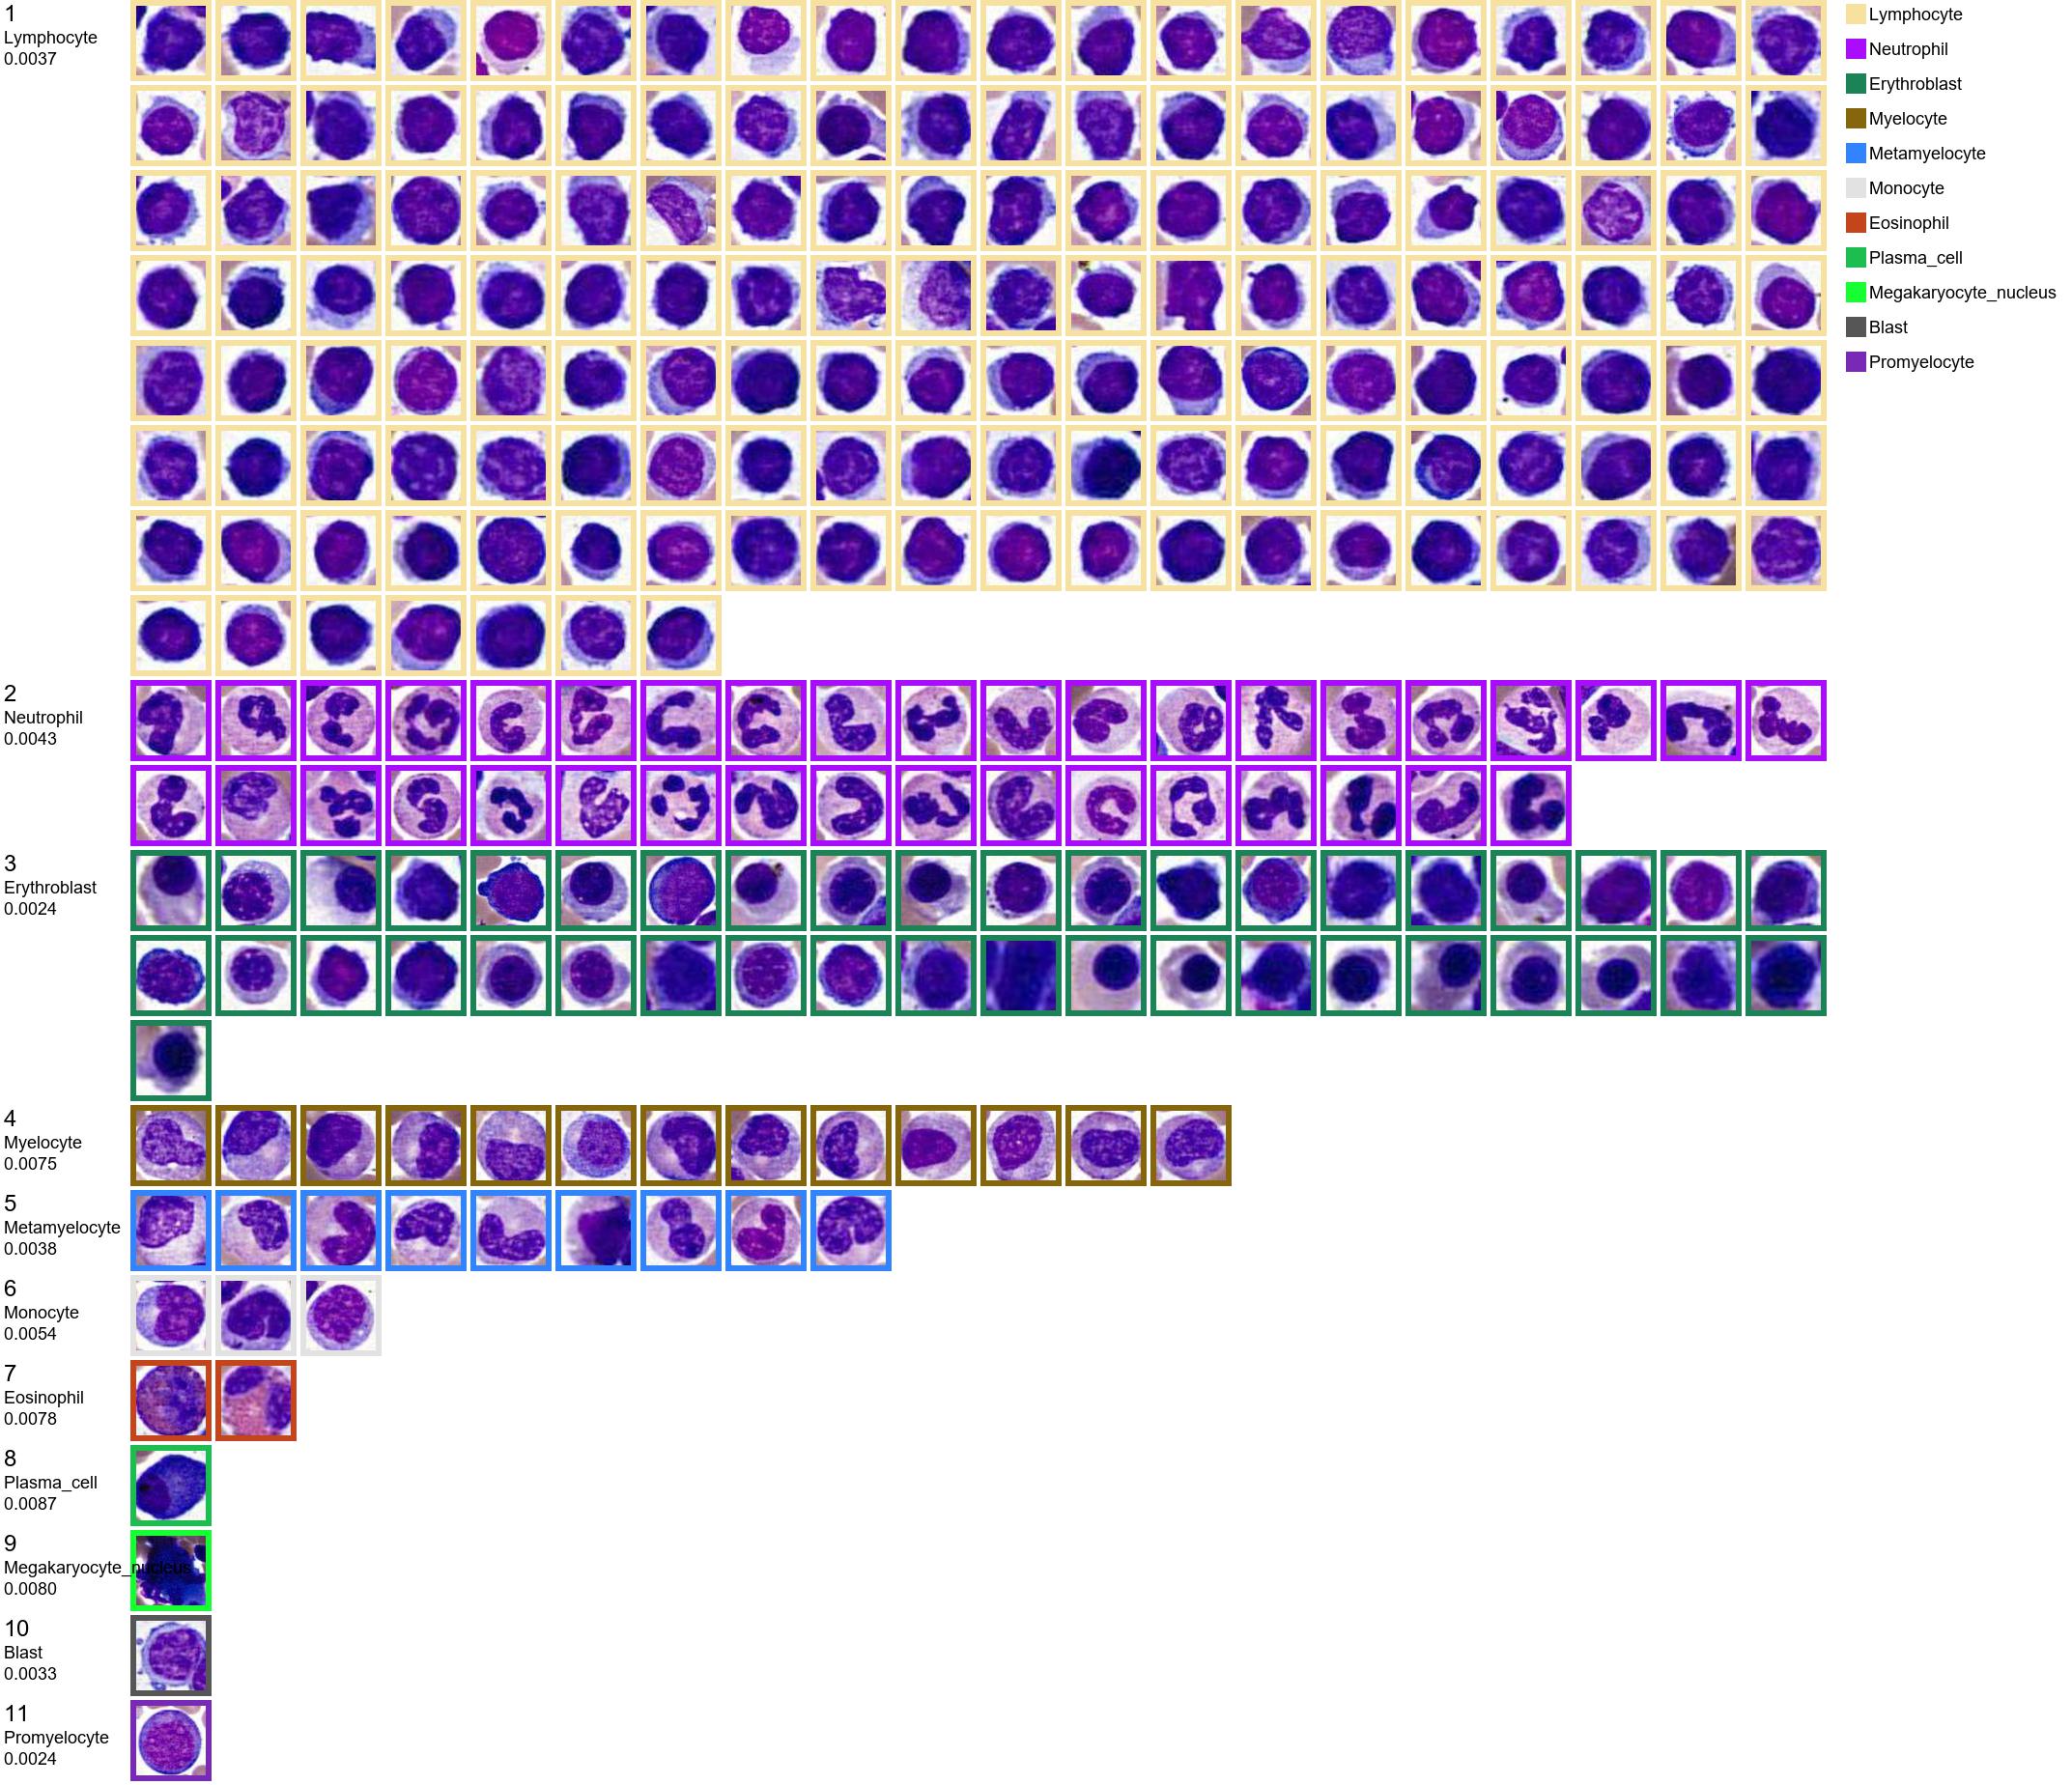 1
Lymphocyte
0.0037
2
Neutrophil
0.0043
3
Erythroblast
0.0024
4
Myelocyte
0.0075
5
Metamyelocyte
0.0038
6
Monocyte
0.0054
7
Eosinophil
0.0078
8
Plasma_cell
0.0087
9
Megakaryocyte_nucleus
0.0080
10
Blast
0.0033
11
Promyelocyte
0.0024
Lymphocyte
Neutrophil
Erythroblast
Myelocyte
Metamyelocyte
Monocyte
Eosinophil
Plasma_cell
Megakaryocyte_nucleus
Blast
Promyelocyte